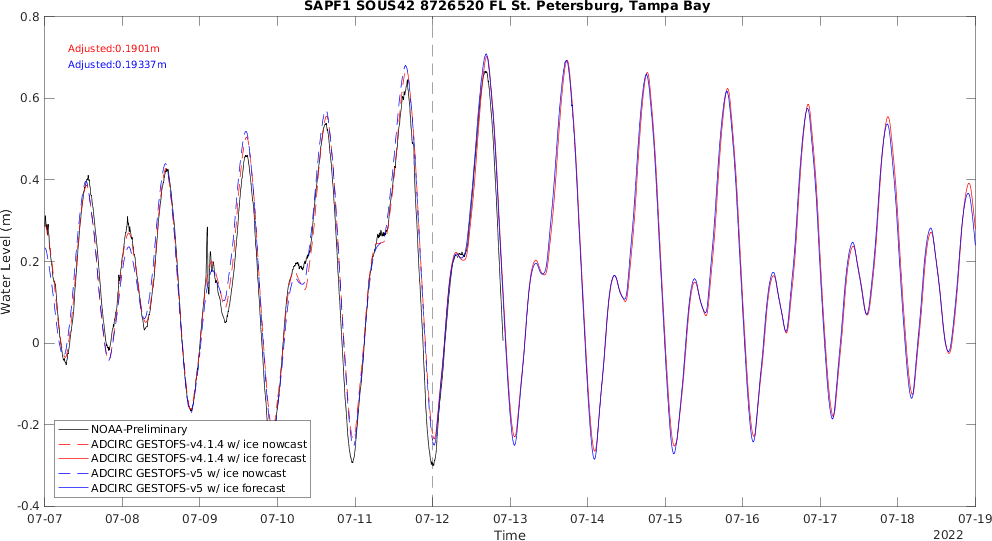 SAPF1 SOUS42 8726520 FL St. Petersburg, Tampa Bay
Adjusted:0.1901m
Adjusted:0.19337m
0.8
0.6
0.4
0.2
0
-0.2
-0.4
Water Level (m)
NOAA-Preliminary
ADCIRC GESTOFS-v4.1.4 w/ ice nowcast
ADCIRC GESTOFS-v4.1.4 w/ ice forecast
ADCIRC GESTOFS-v5 w/ ice nowcast
ADCIRC GESTOFS-v5 w/ ice forecast
07-07 07-08 07-09 07-10 07-11 07-12 07-13 07-14 07-15 07-16 07-17 07-18 07-19
Time
2022